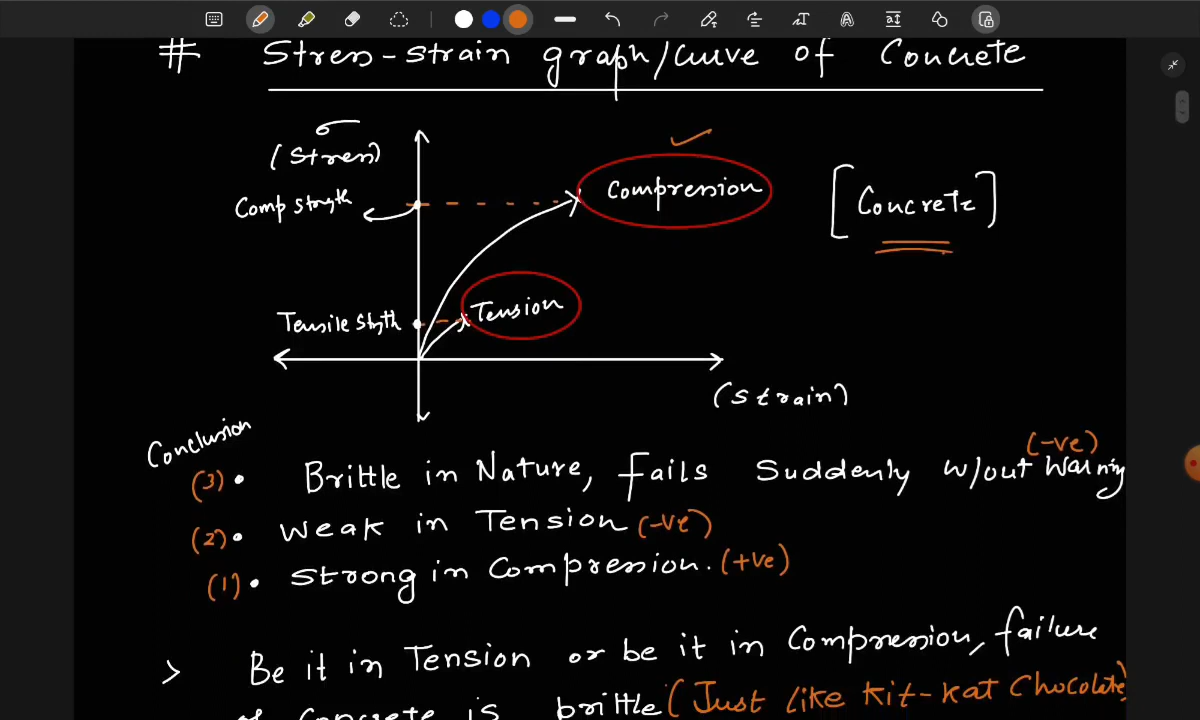 # Stress-strain graph/curve of Concrete
σ
(Stress)
Comp strngth
Compression
[Concrete]
Tensile Stngth
Tension
(Strain)
Conclusion
(-ve)
(3) • Brittle in Nature, fails Suddenly w/out Warning
(2) • Weak in Tension (-ve)
(1) • Strong in Compression. (+ve)
> Be it in Tension or be it in Compression, failure
of Concrete is brittle (Just like Kit-Kat Chocolate)